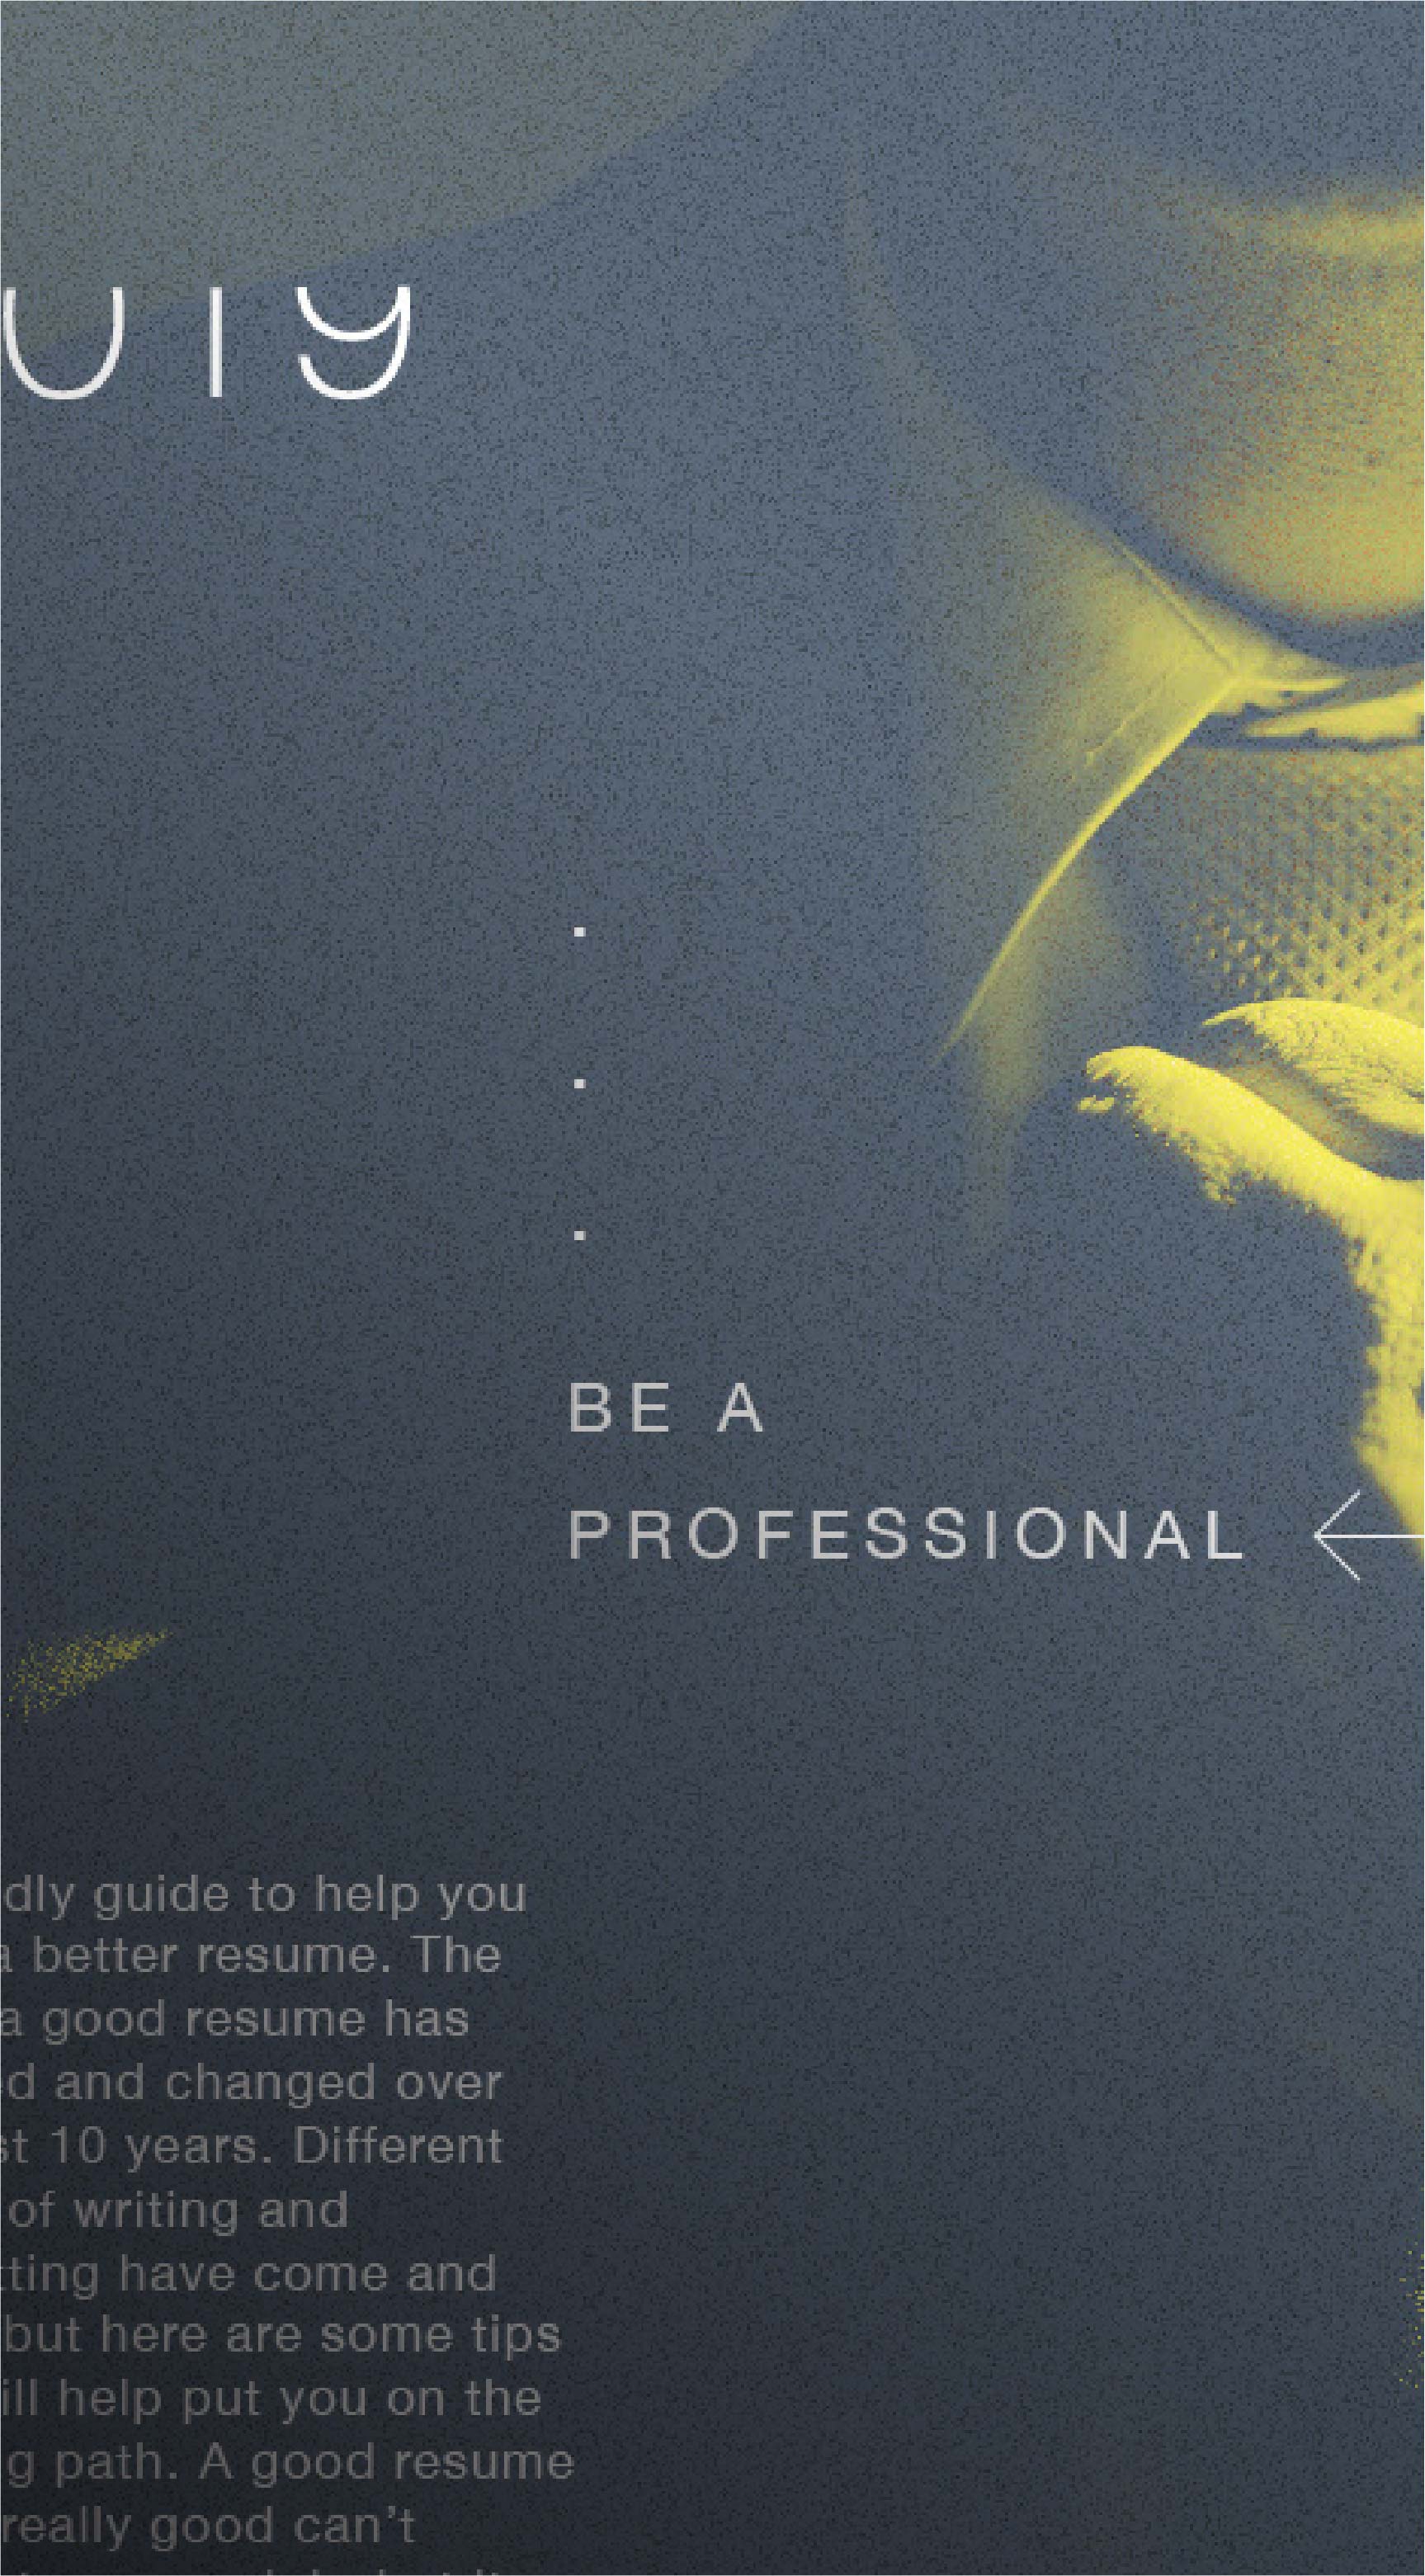 BE A
PROFESSIONAL
dly guide to help you
a better resume. The
a good resume has
ed and changed over
st 10 years. Different
of writing and
tting have come and
but here are some tips
ill help put you on the
g path. A good resume
really good can’t